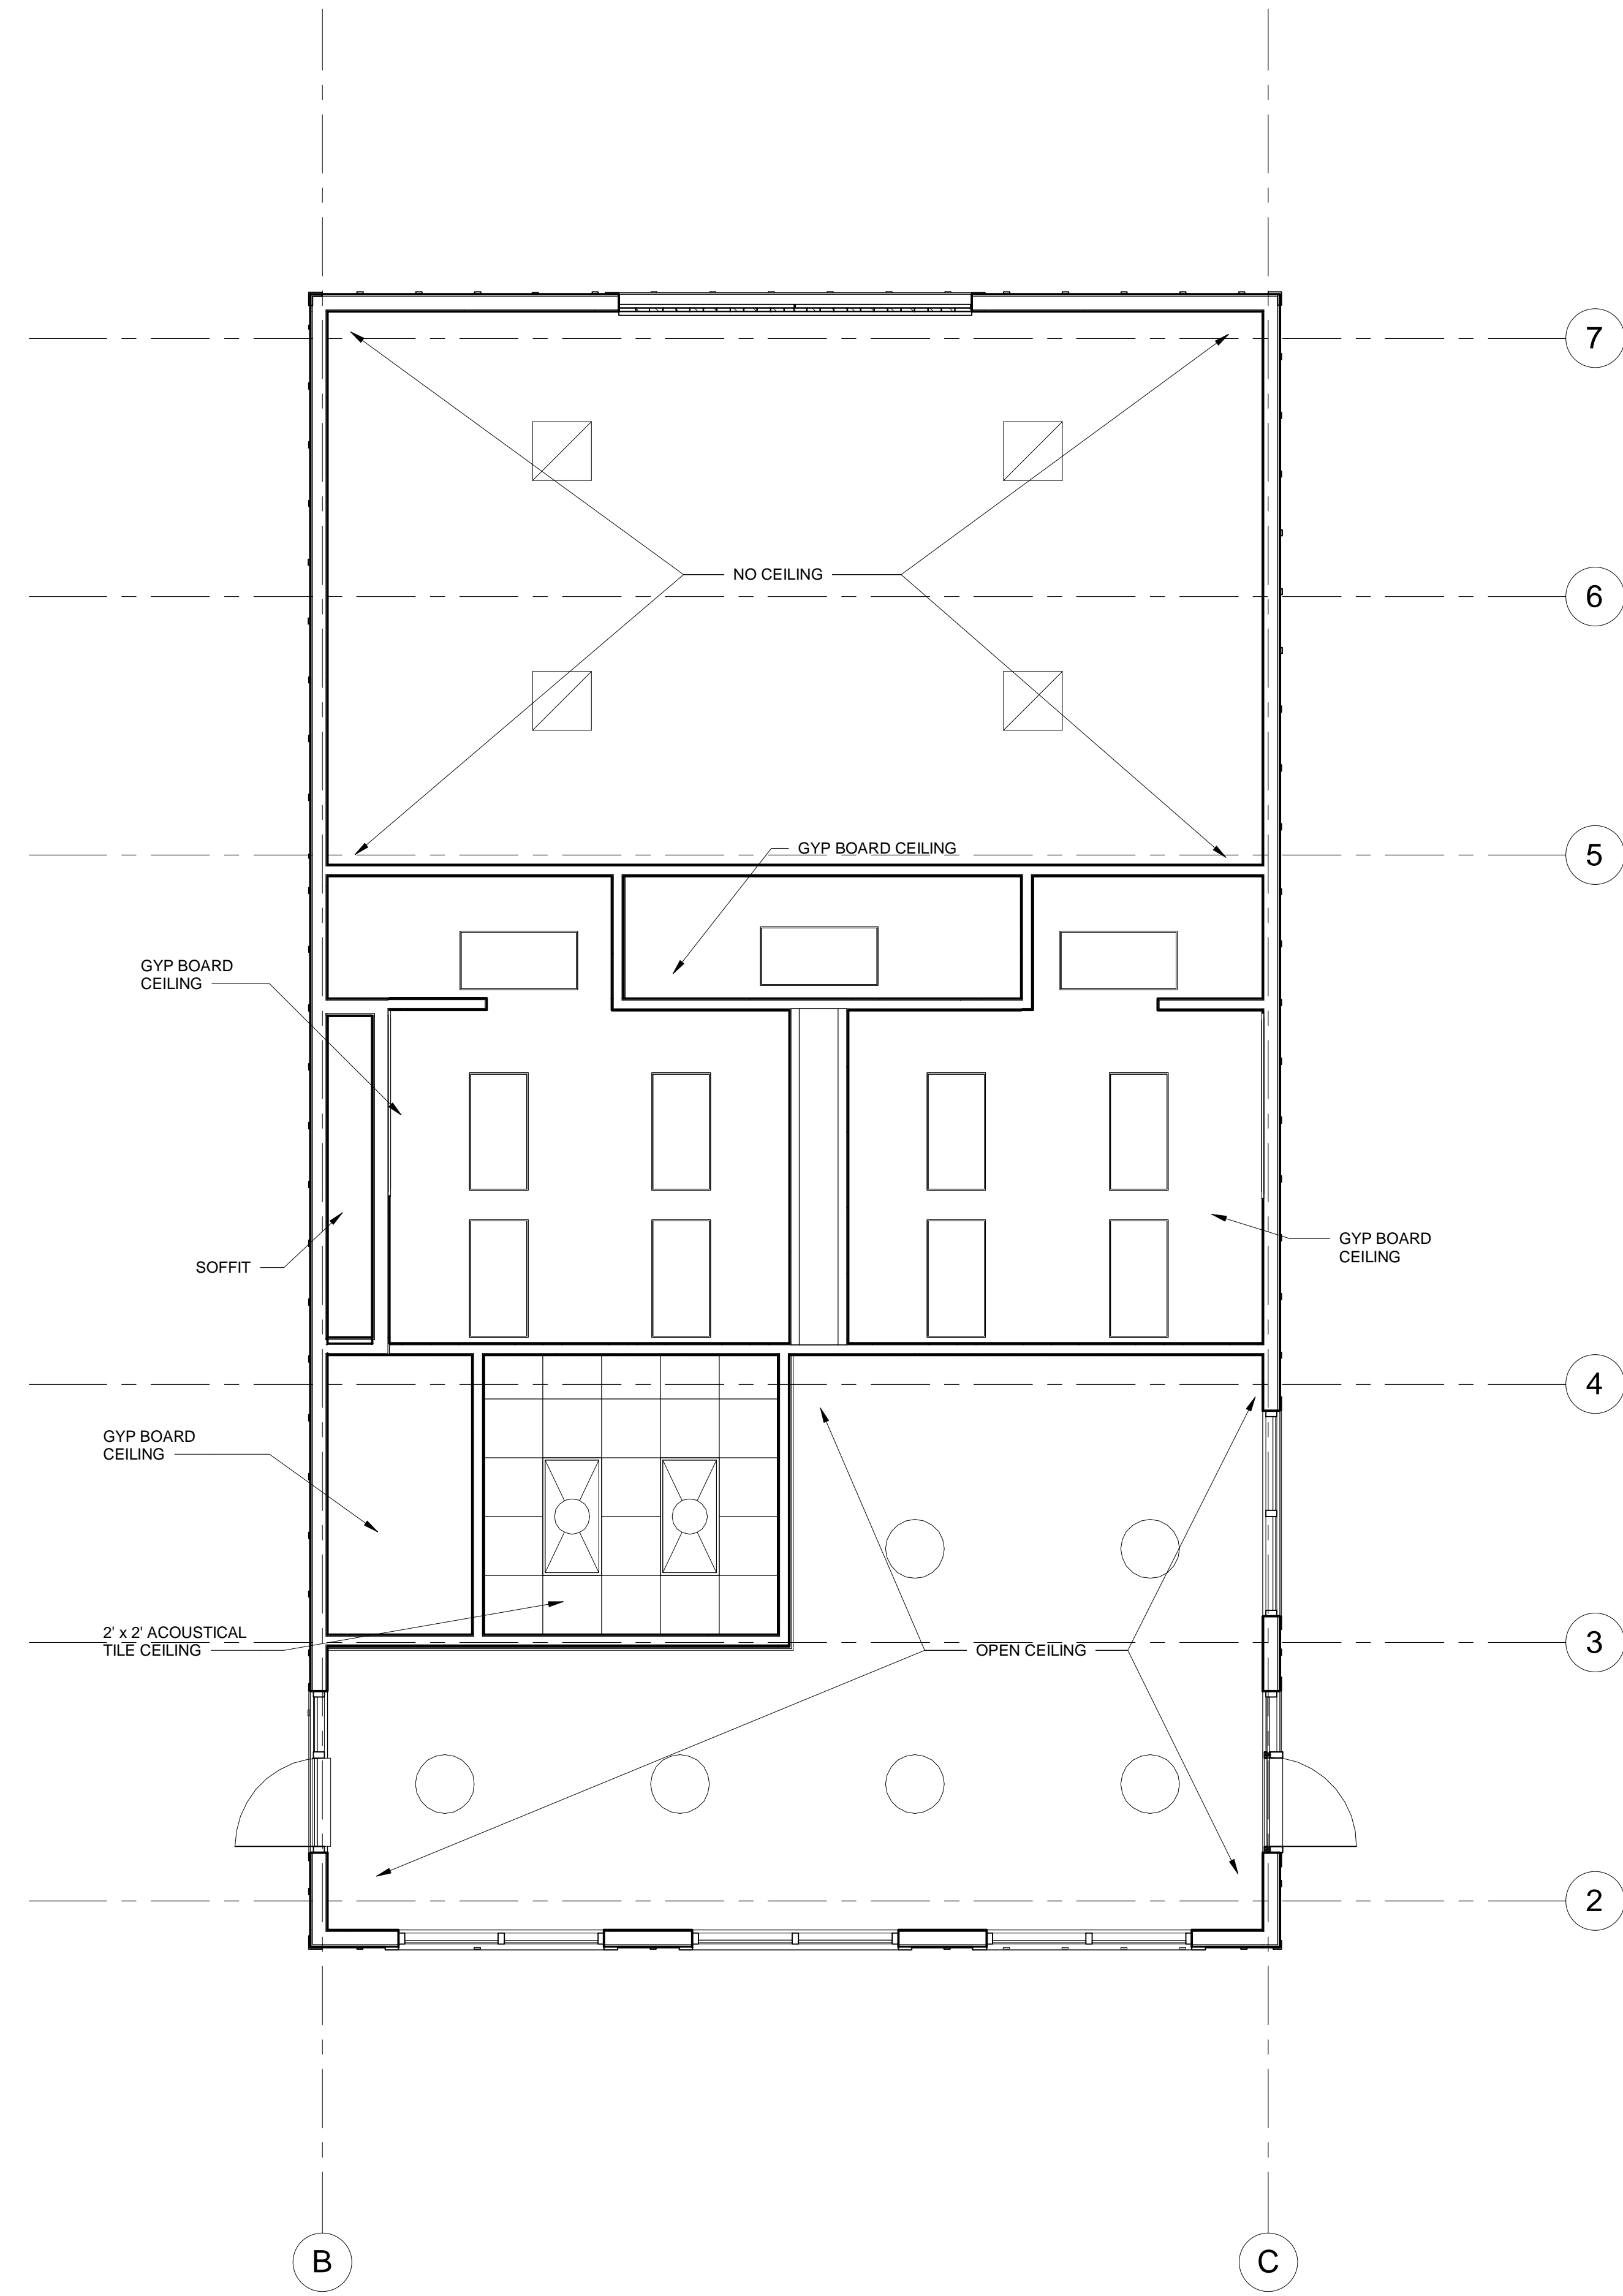 7
NO CEILING
6
GYP BOARD CEILING
5
GYP BOARD
CEILING
GYP BOARD
CEILING
SOFFIT
4
GYP BOARD
CEILING
2' x 2' ACOUSTICAL
TILE CEILING
OPEN CEILING
3
2
B
C